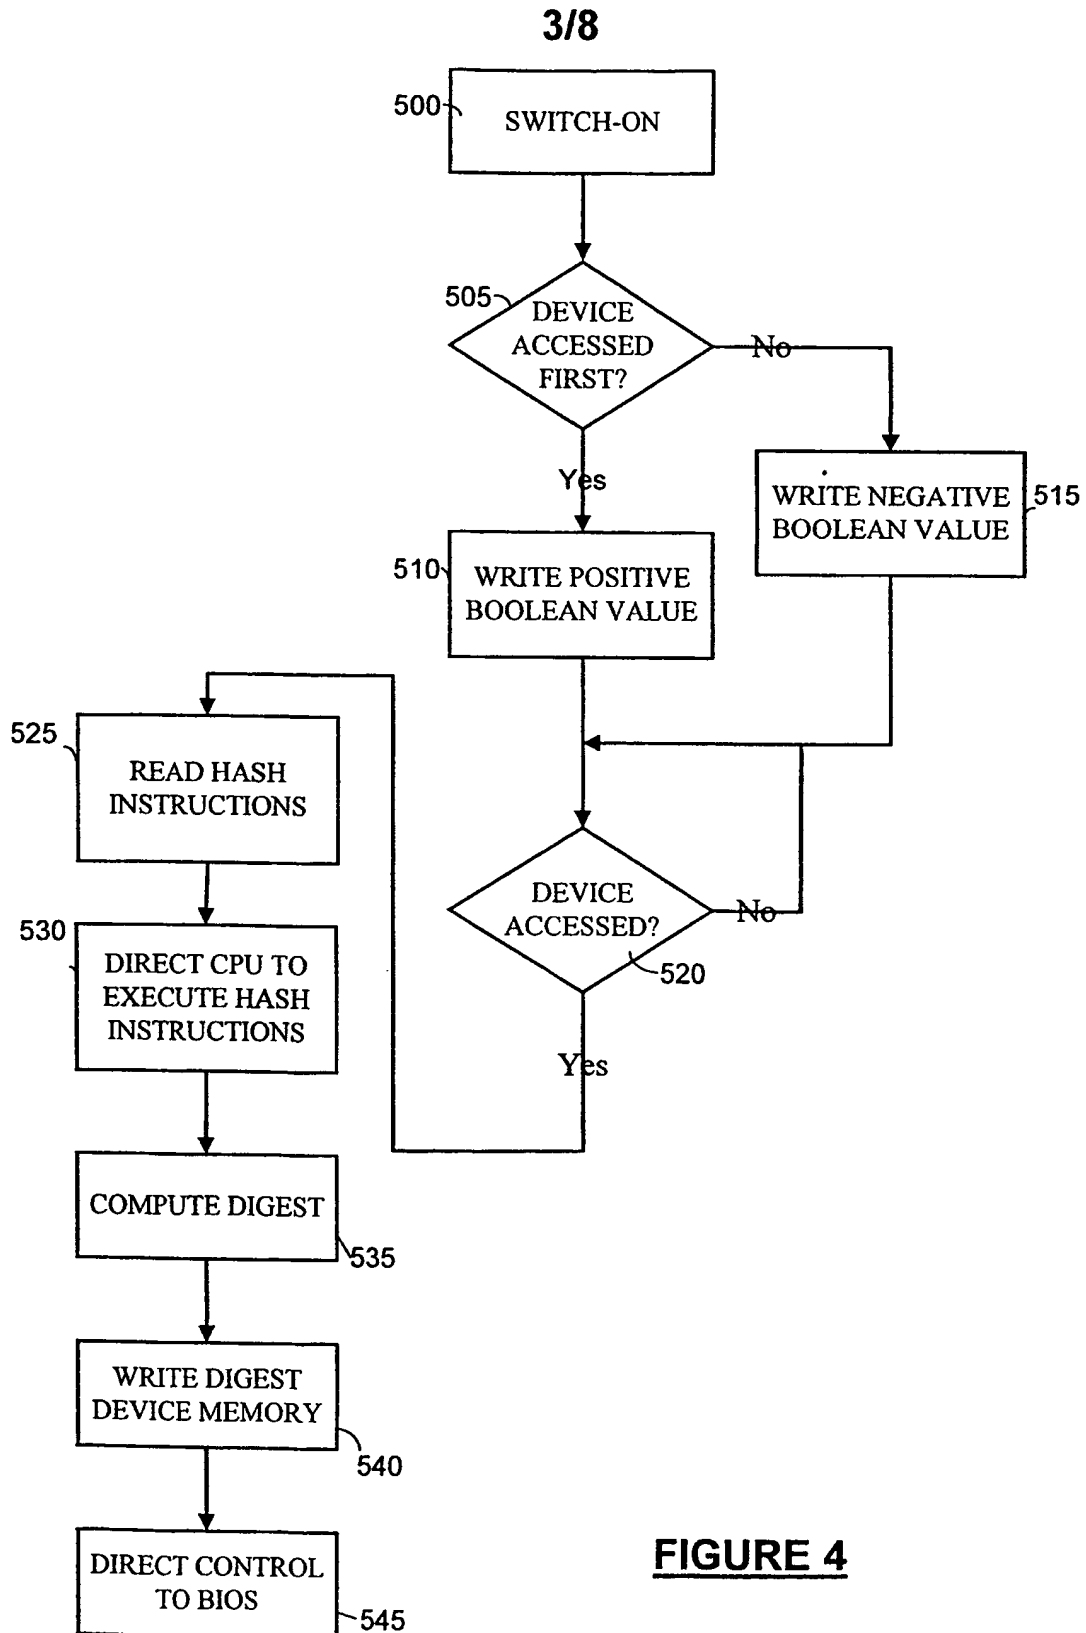 3/8
500
SWITCH-ON
505
DEVICE
ACCESSED
FIRST?
No
Yes
WRITE NEGATIVE
BOOLEAN VALUE
515
510
WRITE POSITIVE
BOOLEAN VALUE
525
READ HASH
INSTRUCTIONS
DEVICE
ACCESSED?
No
520
Yes
530
DIRECT CPU TO
EXECUTE HASH
INSTRUCTIONS
COMPUTE DIGEST
535
WRITE DIGEST
DEVICE MEMORY
540
DIRECT CONTROL
TO BIOS
545
FIGURE 4